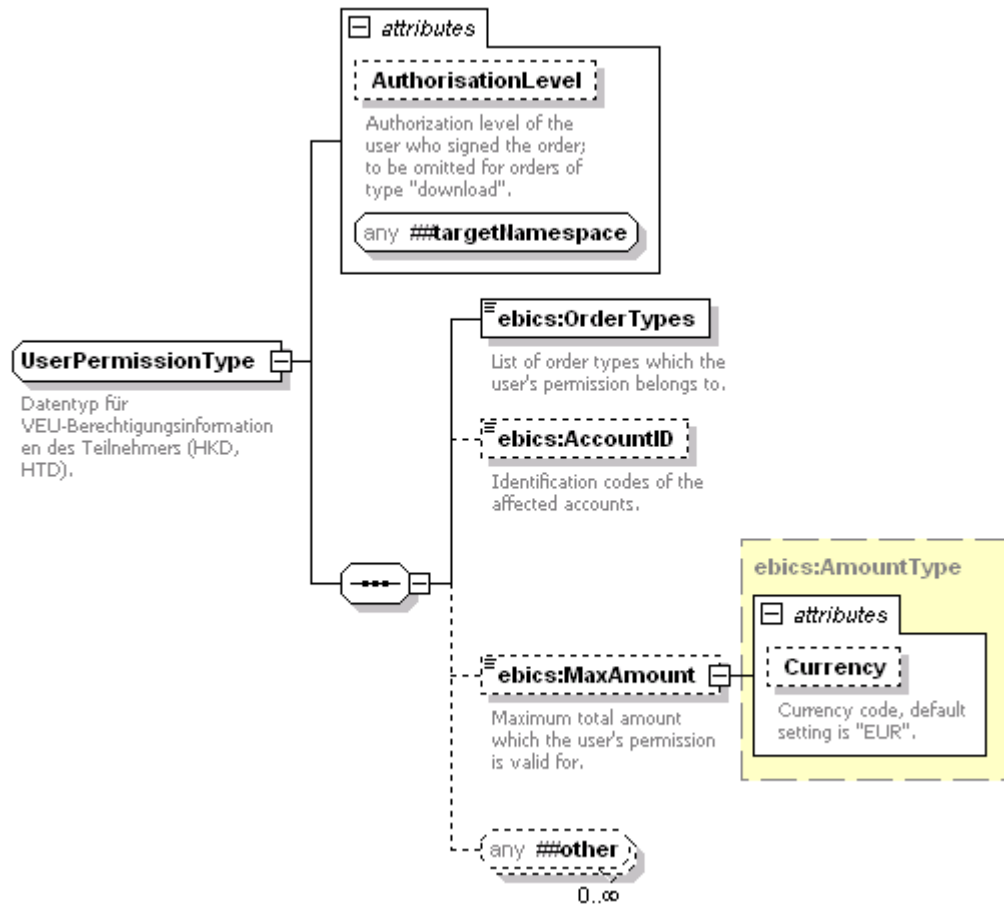 attributes
AuthorisationLevel
Authorization level of the
user who signed the order;
to be omitted for orders of
type "download".
any ##targetNamespace
UserPermissionType
Datentyp für
VEU-Berechtigungsinformation
en des Teilnehmers (HKD,
HTD).
ebics:OrderTypes
List of order types which the
user's permission belongs to.
ebics:AccountID
Identification codes of the
affected accounts.
ebics:AmountType
attributes
Currency
Currency code, default
setting is "EUR".
ebics:MaxAmount
Maximum total amount
which the user's permission
is valid for.
any ##other
0..∞